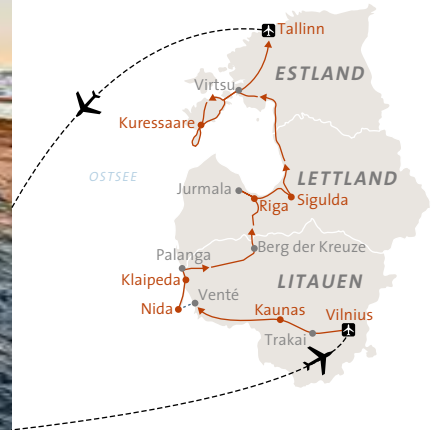 Tallinn
ESTLAND
Virtsu
Kuressaare
OSTSEE
LETTLAND
Jurmala
Sigulda
Riga
Berg der Kreuze
Palanga
LITAUEN
Klaipeda
Venté
Nida
Kaunas
Vilnius
Trakai